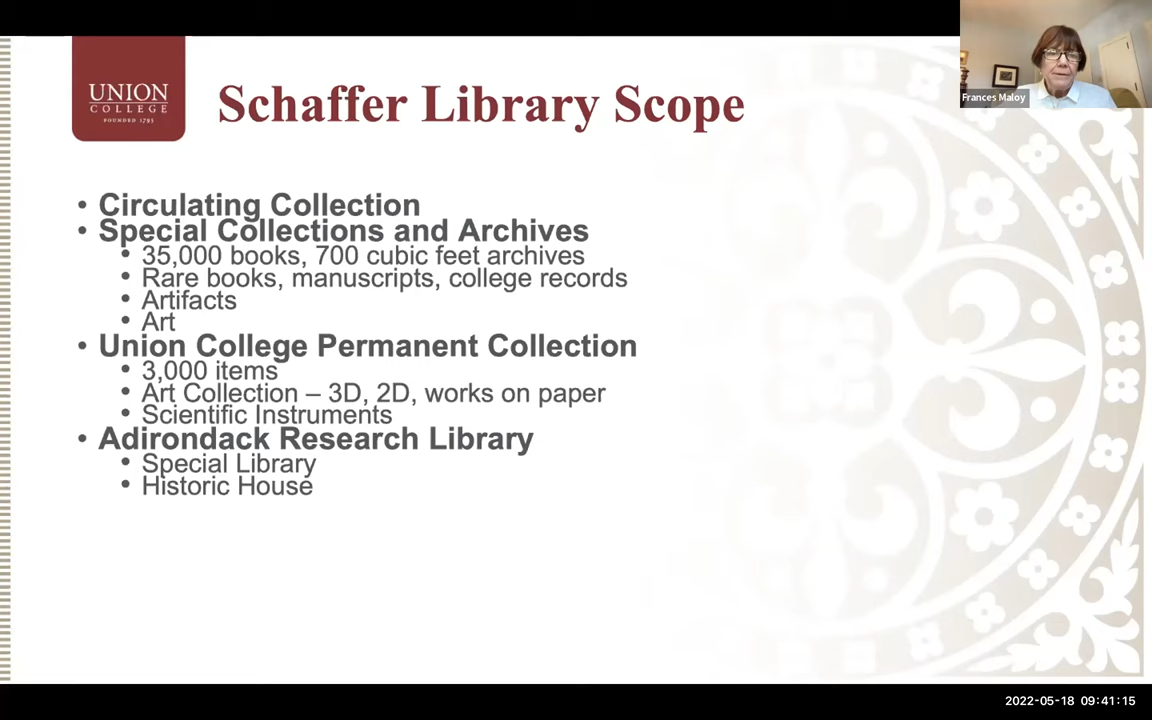 UNION
COLLEGE
FOUNDED 1795
Schaffer Library Scope
Frances Maloy
• Circulating Collection
• Special Collections and Archives
• 35,000 books, 700 cubic feet archives
• Rare books, manuscripts, college records
• Artifacts
• Art
• Union College Permanent Collection
• 3,000 items
• Art Collection – 3D, 2D, works on paper
• Scientific Instruments
• Adirondack Research Library
• Special Library
• Historic House
2022-05-18 09:41:15